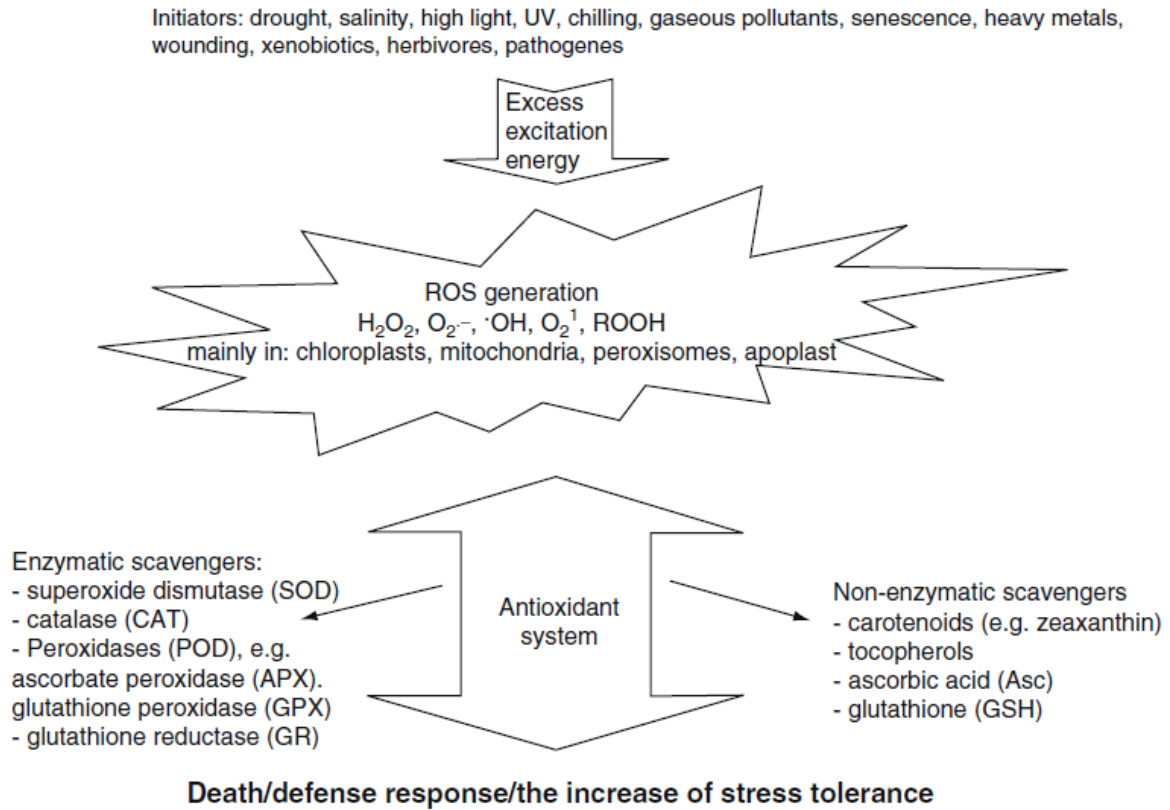 Initiators: drought, salinity, high light, UV, chilling, gaseous pollutants, senescence, heavy metals,
wounding, xenobiotics, herbivores, pathogenes
Excess
excitation
energy
ROS generation
H₂O₂, O₂·⁻, ˙OH, O₂¹, ROOH
mainly in: chloroplasts, mitochondria, peroxisomes, apoplast
Enzymatic scavengers:
- superoxide dismutase (SOD)
- catalase (CAT)
- Peroxidases (POD), e.g.
ascorbate peroxidase (APX).
glutathione peroxidase (GPX)
- glutathione reductase (GR)
Antioxidant
system
Non-enzymatic scavengers
- carotenoids (e.g. zeaxanthin)
- tocopherols
- ascorbic acid (Asc)
- glutathione (GSH)
Death/defense response/the increase of stress tolerance